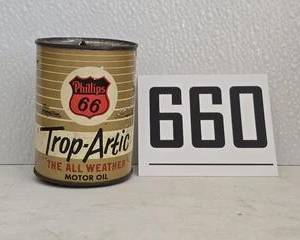 Phillips
66
Trop-Artic
"THE ALL WEATHER"
MOTOR OIL
660